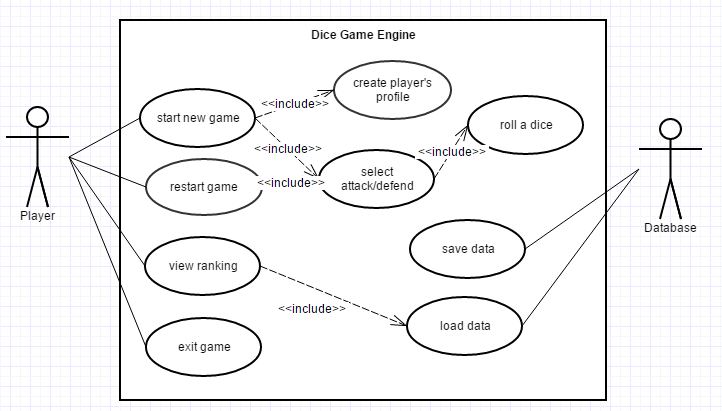 Dice Game Engine
create player's
profile
<<include>>
start new game
roll a dice
<<include>>
<<include>>
select
attack/defend
restart game
<<include>>
Player
Database
save data
view ranking
<<include>>
load data
exit game